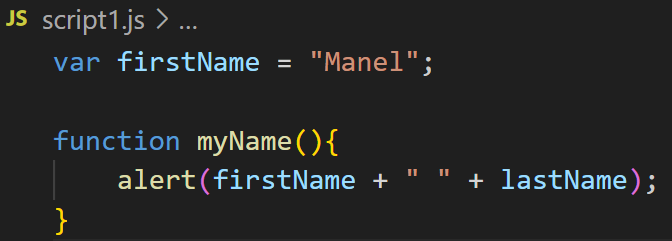 JS script1.js > ...
var firstName = "Manel";
function myName(){
alert(firstName + " " + lastName);
}